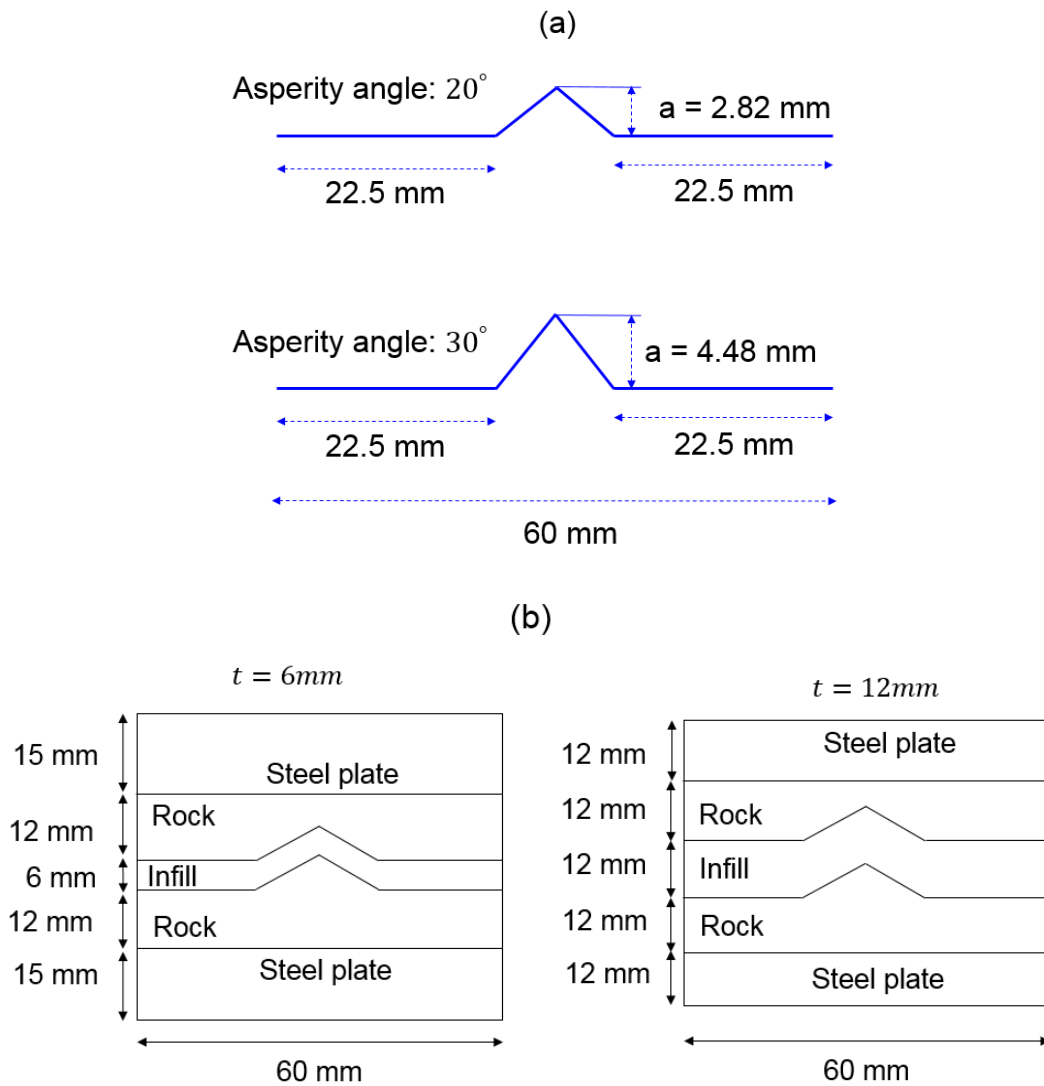 (a)
Asperity angle: 20°
a = 2.82 mm
22.5 mm
22.5 mm
Asperity angle: 30°
a = 4.48 mm
22.5 mm
22.5 mm
60 mm
(b)
t = 6mm
15 mm
Steel plate
12 mm
Rock
6 mm
Infill
12 mm
Rock
15 mm
Steel plate
60 mm
t = 12mm
12 mm
Steel plate
12 mm
Rock
12 mm
Infill
12 mm
Rock
12 mm
Steel plate
60 mm